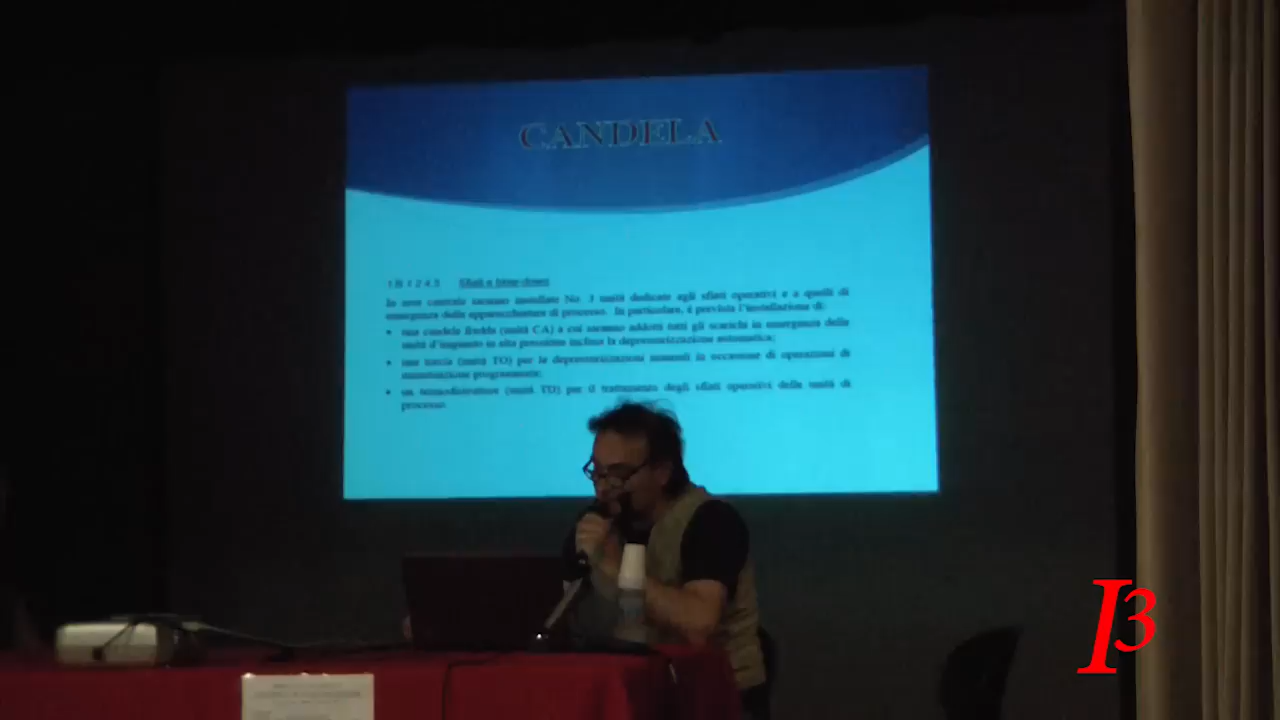 CANDELA
Sfiati e blow-down
In area centrale saranno installate No. 3 unità dedicate agli sfiati operativi e a quelli di
emergenza delle apparecchiature di processo. In particolare, è prevista l'installazione di:
• una candela fredda (unità CA) a cui saranno addotti tutti gli scarichi in emergenza delle
unità d'impianto in alta pressione inclusa la depressurizzazione automatica;
• una torcia (unità TO) per le depressurizzazioni manuali in occasione di operazioni di
manutenzione programmate;
• un termodistruttore (unità TD) per il trattamento degli sfiati operativi delle unità di
processo.
I3